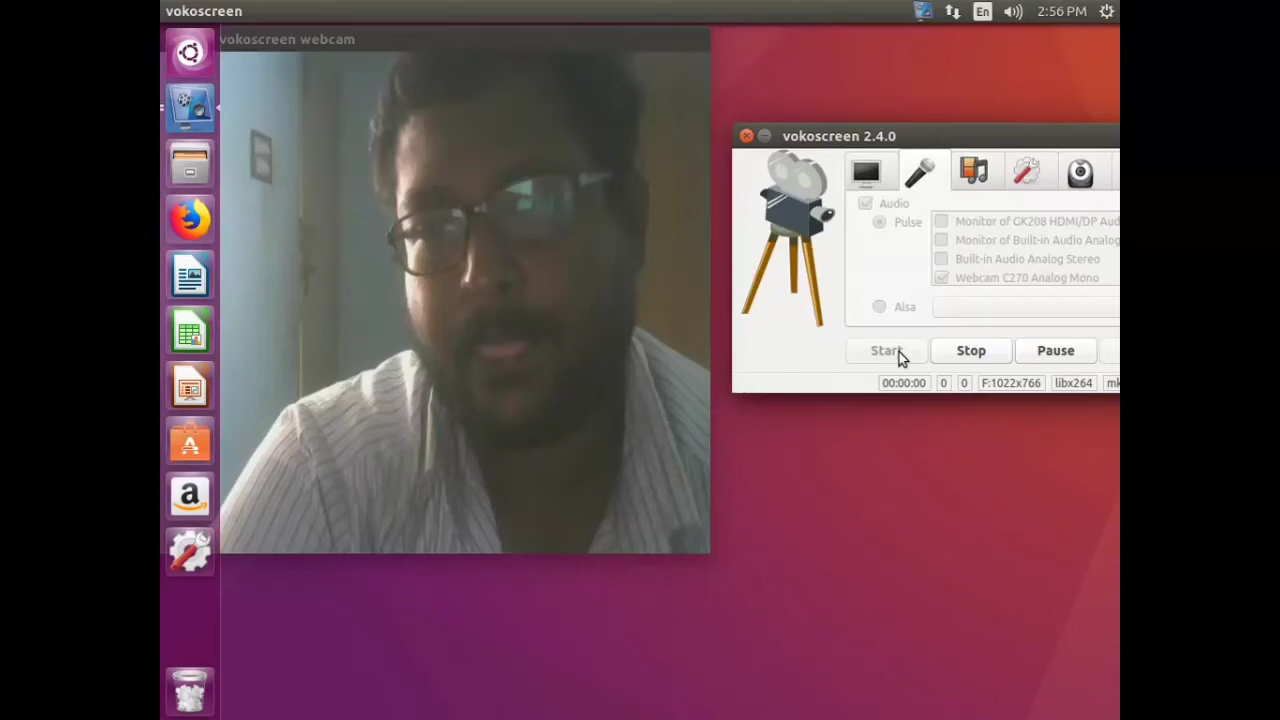 vokoscreen
En
2:56 PM
vokoscreen webcam
vokoscreen 2.4.0
Audio
Pulse
Monitor of GK208 HDMI/DP Aud
Monitor of Built-in Audio Analog
Built-in Audio Analog Stereo
Webcam C270 Analog Mono
Alsa
Start
Stop
Pause
00:00:00
0
0
F:1022x766
libx264
mk